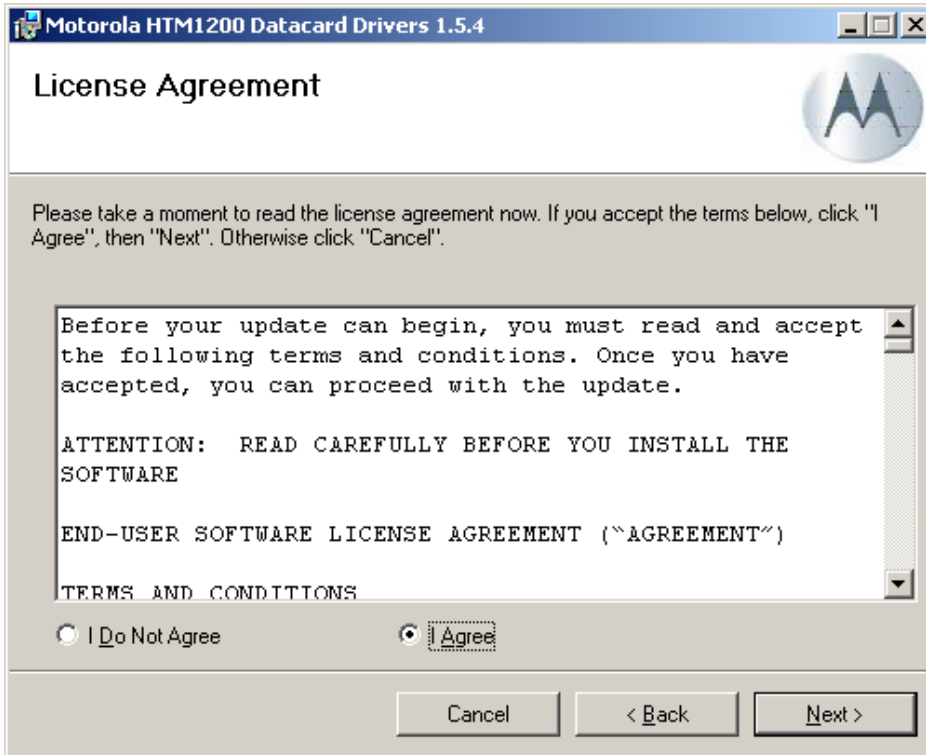 Motorola HTM1200 Datacard Drivers 1.5.4
License Agreement
Please take a moment to read the license agreement now. If you accept the terms below, click "I
Agree", then "Next". Otherwise click "Cancel".
Before your update can begin, you must read and accept
the following terms and conditions. Once you have
accepted, you can proceed with the update.
ATTENTION:  READ CAREFULLY BEFORE YOU INSTALL THE
SOFTWARE
END-USER SOFTWARE LICENSE AGREEMENT (“AGREEMENT”)
TERMS AND CONDITIONS
I Do Not Agree
I Agree
Cancel
< Back
Next >